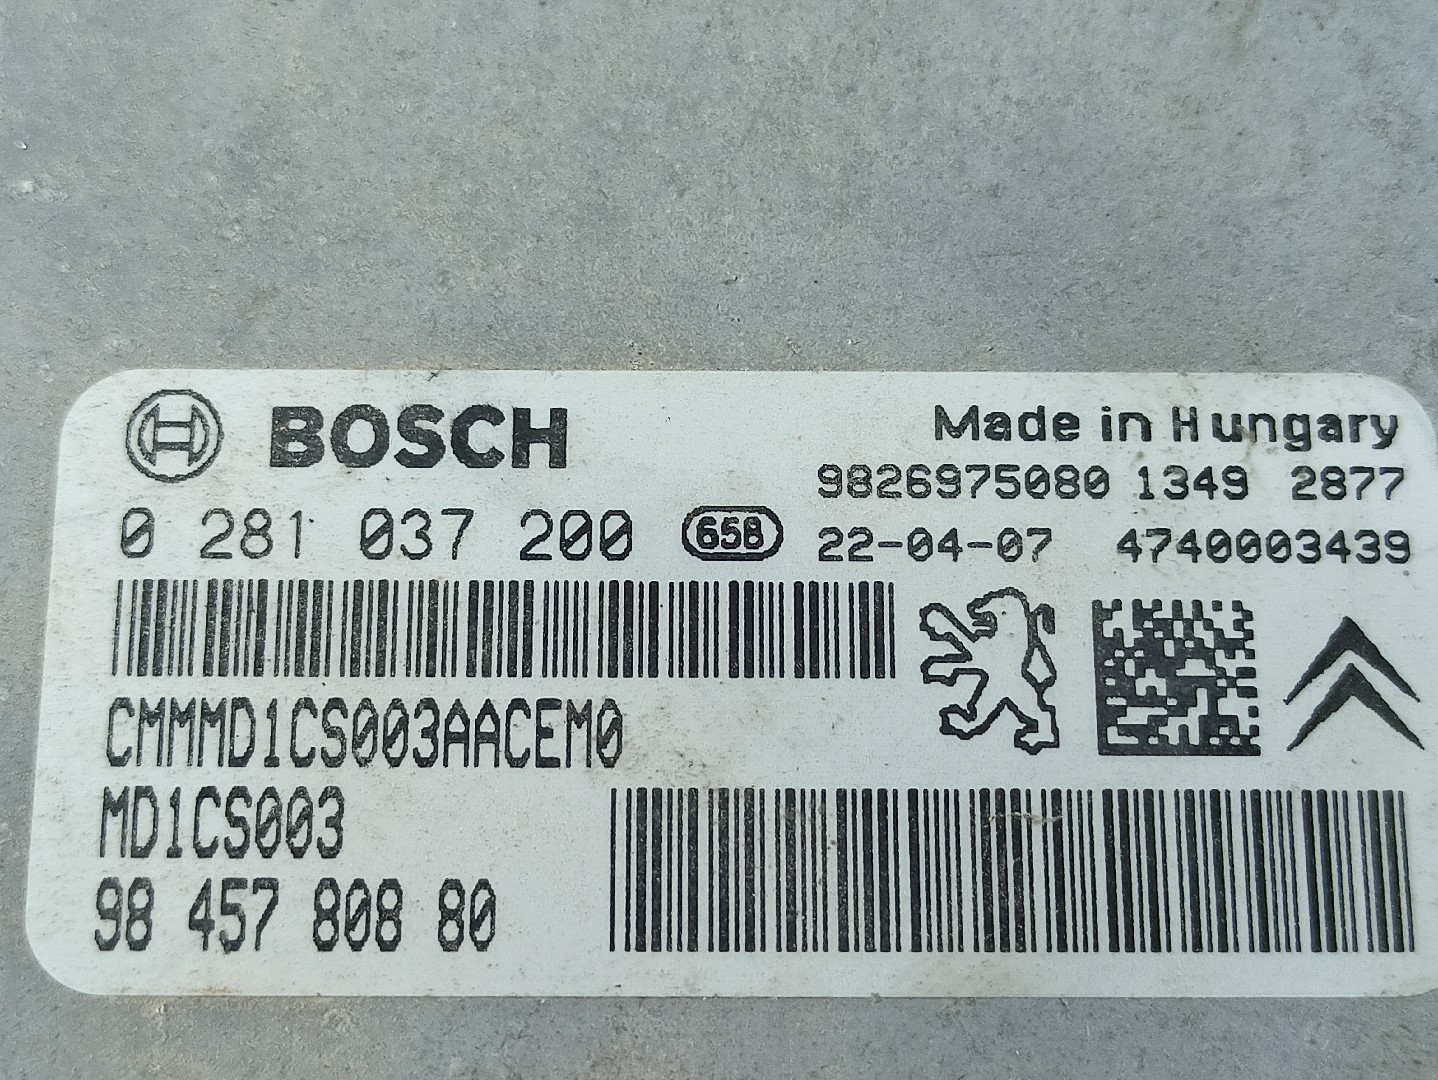 BOSCH
Made in Hungary
9826975080 1349 2877
0 281 037 200 658
22-04-07 4740003439
CMMMD1CS003AACEM0
MD1CS003
98 457 808 80